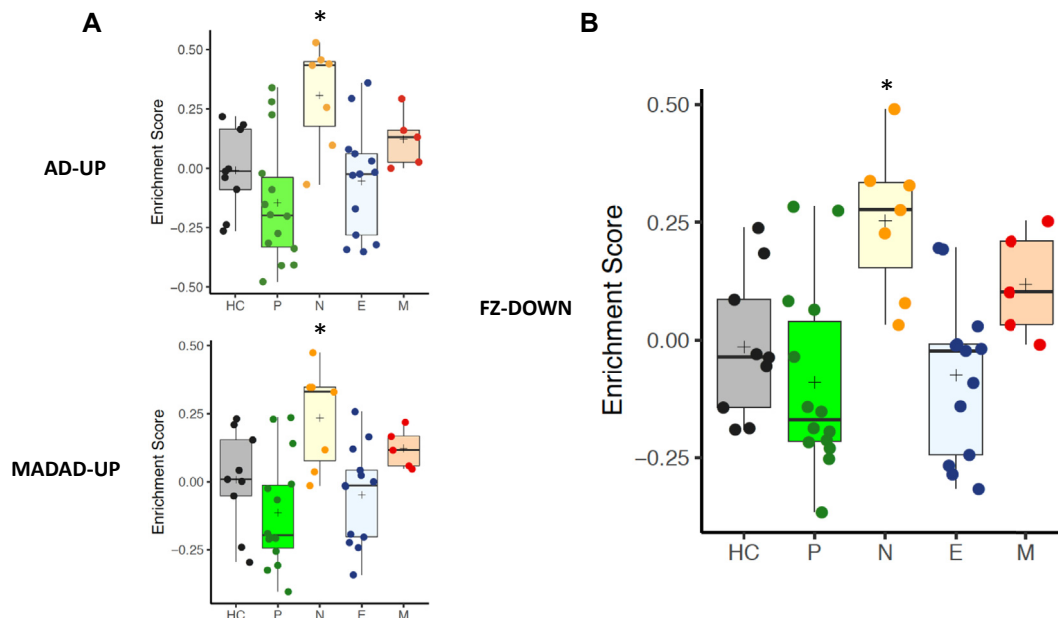 A
*
AD-UP
Enrichment Score
0.50
0.25
0.00
−0.25
−0.50
HC P N E M
*
MADAD-UP
Enrichment Score
0.50
0.25
0.00
−0.25
HC P N E M
B
*
FZ-DOWN
Enrichment Score
0.50
0.25
0.00
−0.25
HC P N E M